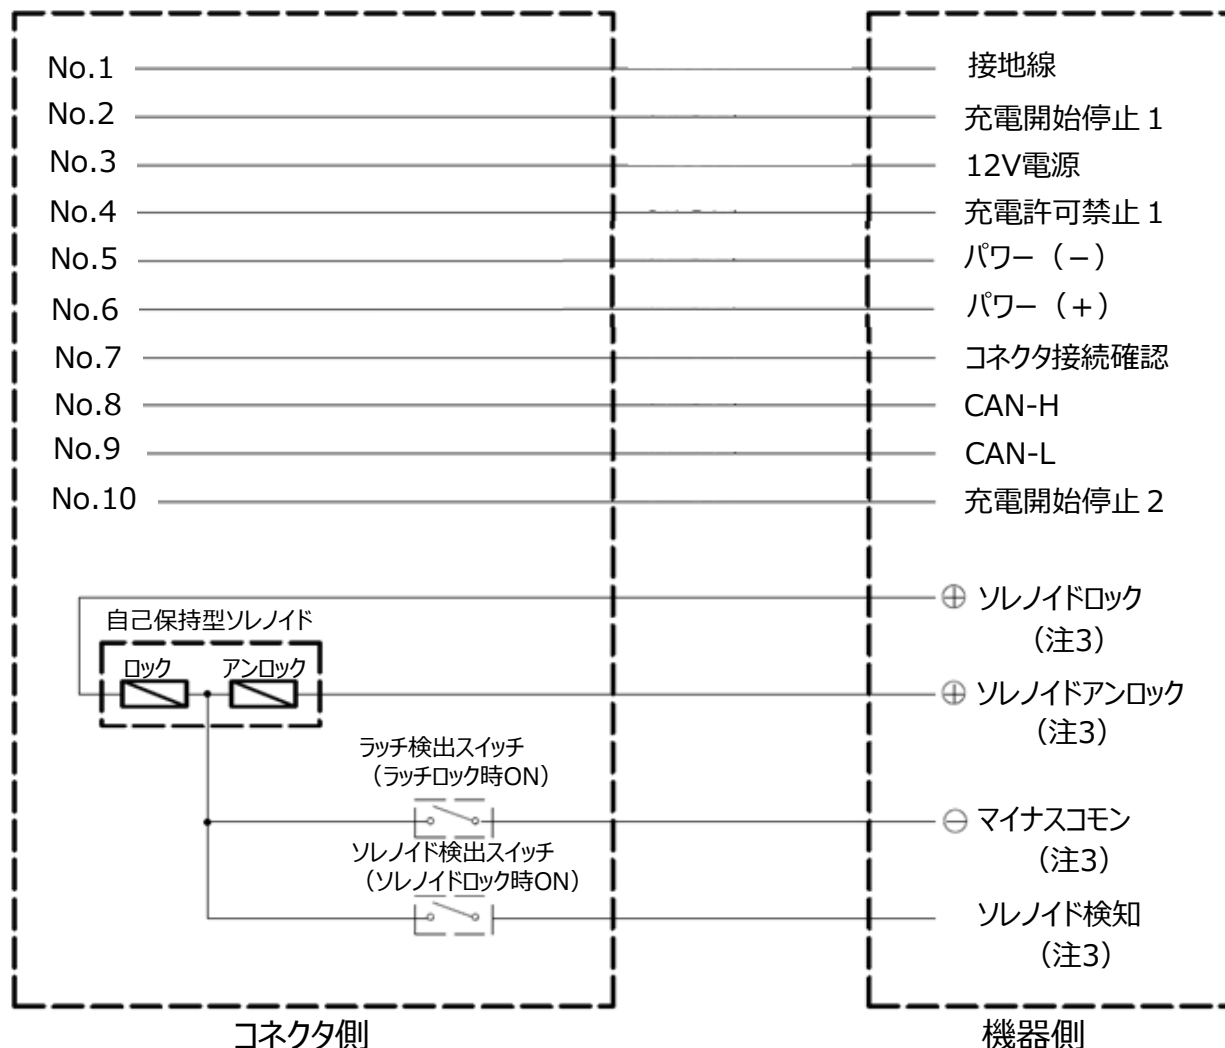 No.1 接地線
No.2 充電開始停止１
No.3 12V電源
No.4 充電許可禁止１
No.5 パワー（－）
No.6 パワー（＋）
No.7 コネクタ接続確認
No.8 CAN-H
No.9 CAN-L
No.10 充電開始停止２
⊕ ソレノイドロック
（注3）
自己保持型ソレノイド
ロック アンロック
⊕ ソレノイドアンロック
（注3）
ラッチ検出スイッチ
（ラッチロック時ON）
⊖ マイナスコモン
（注3）
ソレノイド検出スイッチ
（ソレノイドロック時ON）
ソレノイド検知
（注3）
コネクタ側 機器側